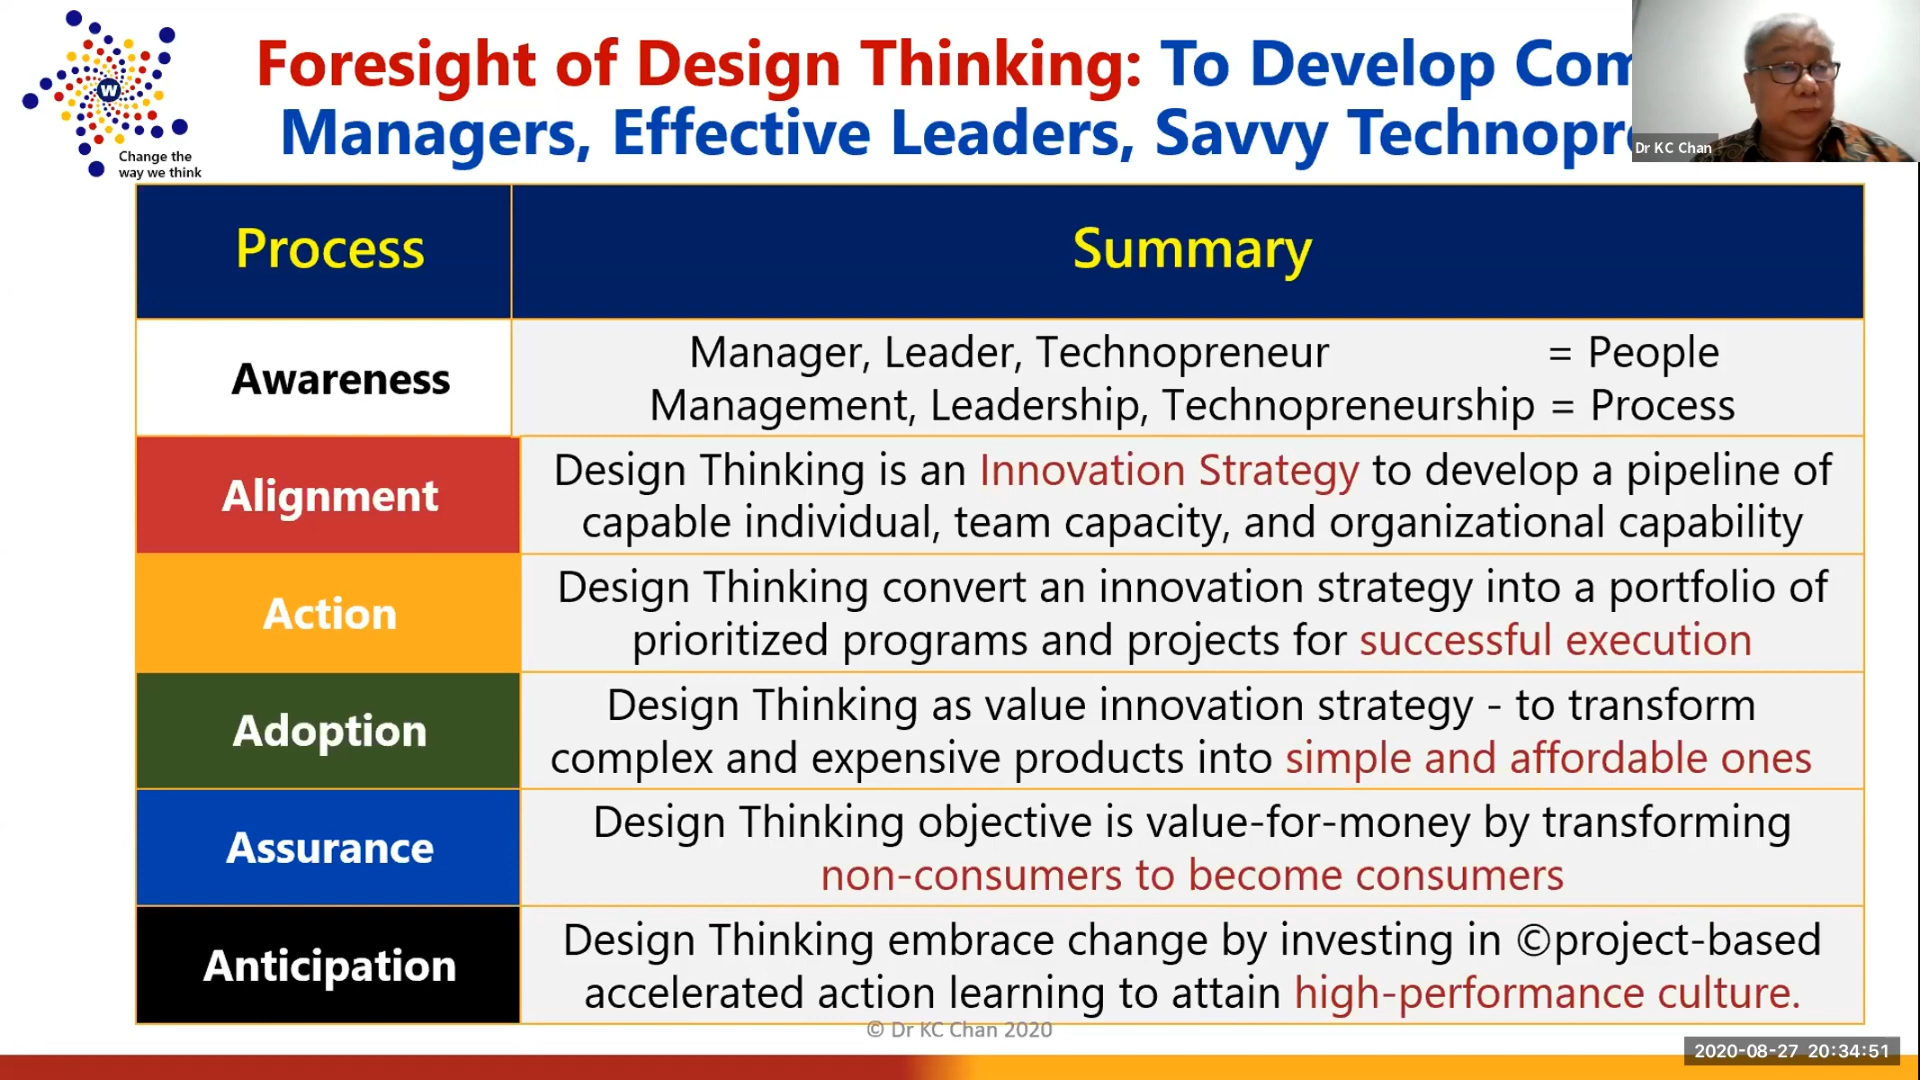 Foresight of Design Thinking: To Develop Com
Managers, Effective Leaders, Savvy Technopre
W
Change the
way we think
Dr KC Chan
Process
Summary
Awareness
Manager, Leader, Technopreneur = People
Management, Leadership, Technopreneurship = Process
Alignment
Design Thinking is an Innovation Strategy to develop a pipeline of
capable individual, team capacity, and organizational capability
Action
Design Thinking convert an innovation strategy into a portfolio of
prioritized programs and projects for successful execution
Adoption
Design Thinking as value innovation strategy - to transform
complex and expensive products into simple and affordable ones
Assurance
Design Thinking objective is value-for-money by transforming
non-consumers to become consumers
Anticipation
Design Thinking embrace change by investing in ©project-based
accelerated action learning to attain high-performance culture.
© Dr KC Chan 2020
2020-08-27 20:34:51